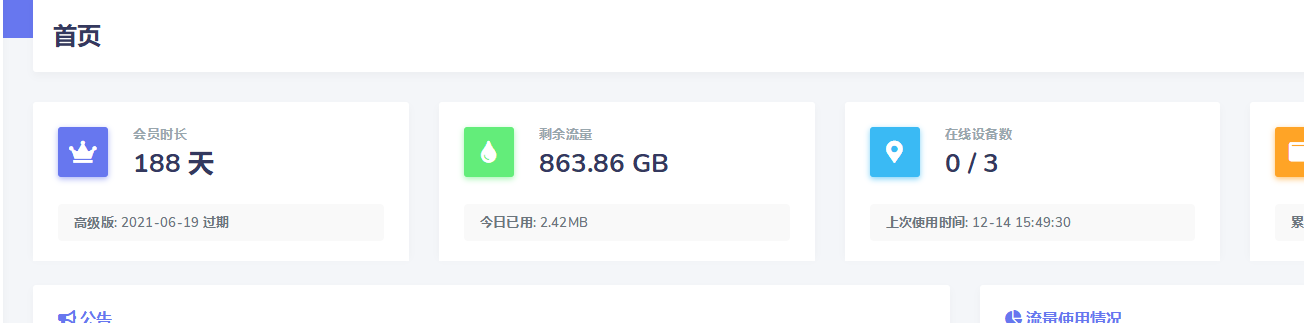 首页
会员时长
188 天
高级版: 2021-06-19 过期
剩余流量
863.86 GB
今日已用: 2.42MB
在线设备数
0 / 3
上次使用时间: 12-14 15:49:30
累
公告
流量使用情况